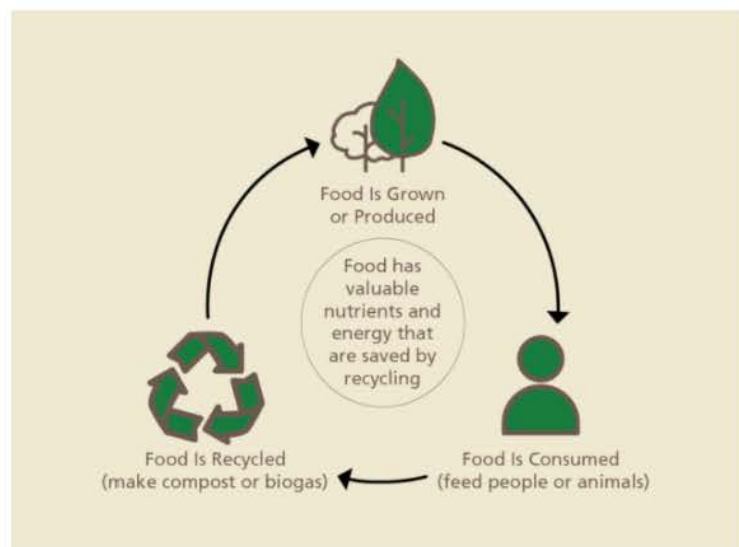 Food Is Grown
or Produced
Food has
valuable
nutrients and
energy that
are saved by
recycling
Food Is Recycled
(make compost or biogas)
Food Is Consumed
(feed people or animals)